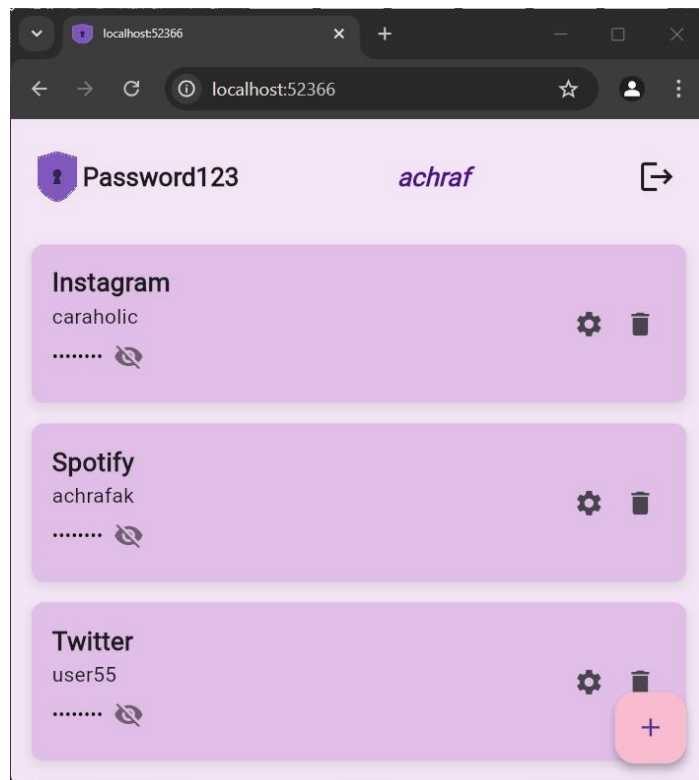 localhost:52366
localhost:52366
Password123
achraf
Instagram
caraholic
••••••••
Spotify
achrafak
••••••••
Twitter
user55
••••••••